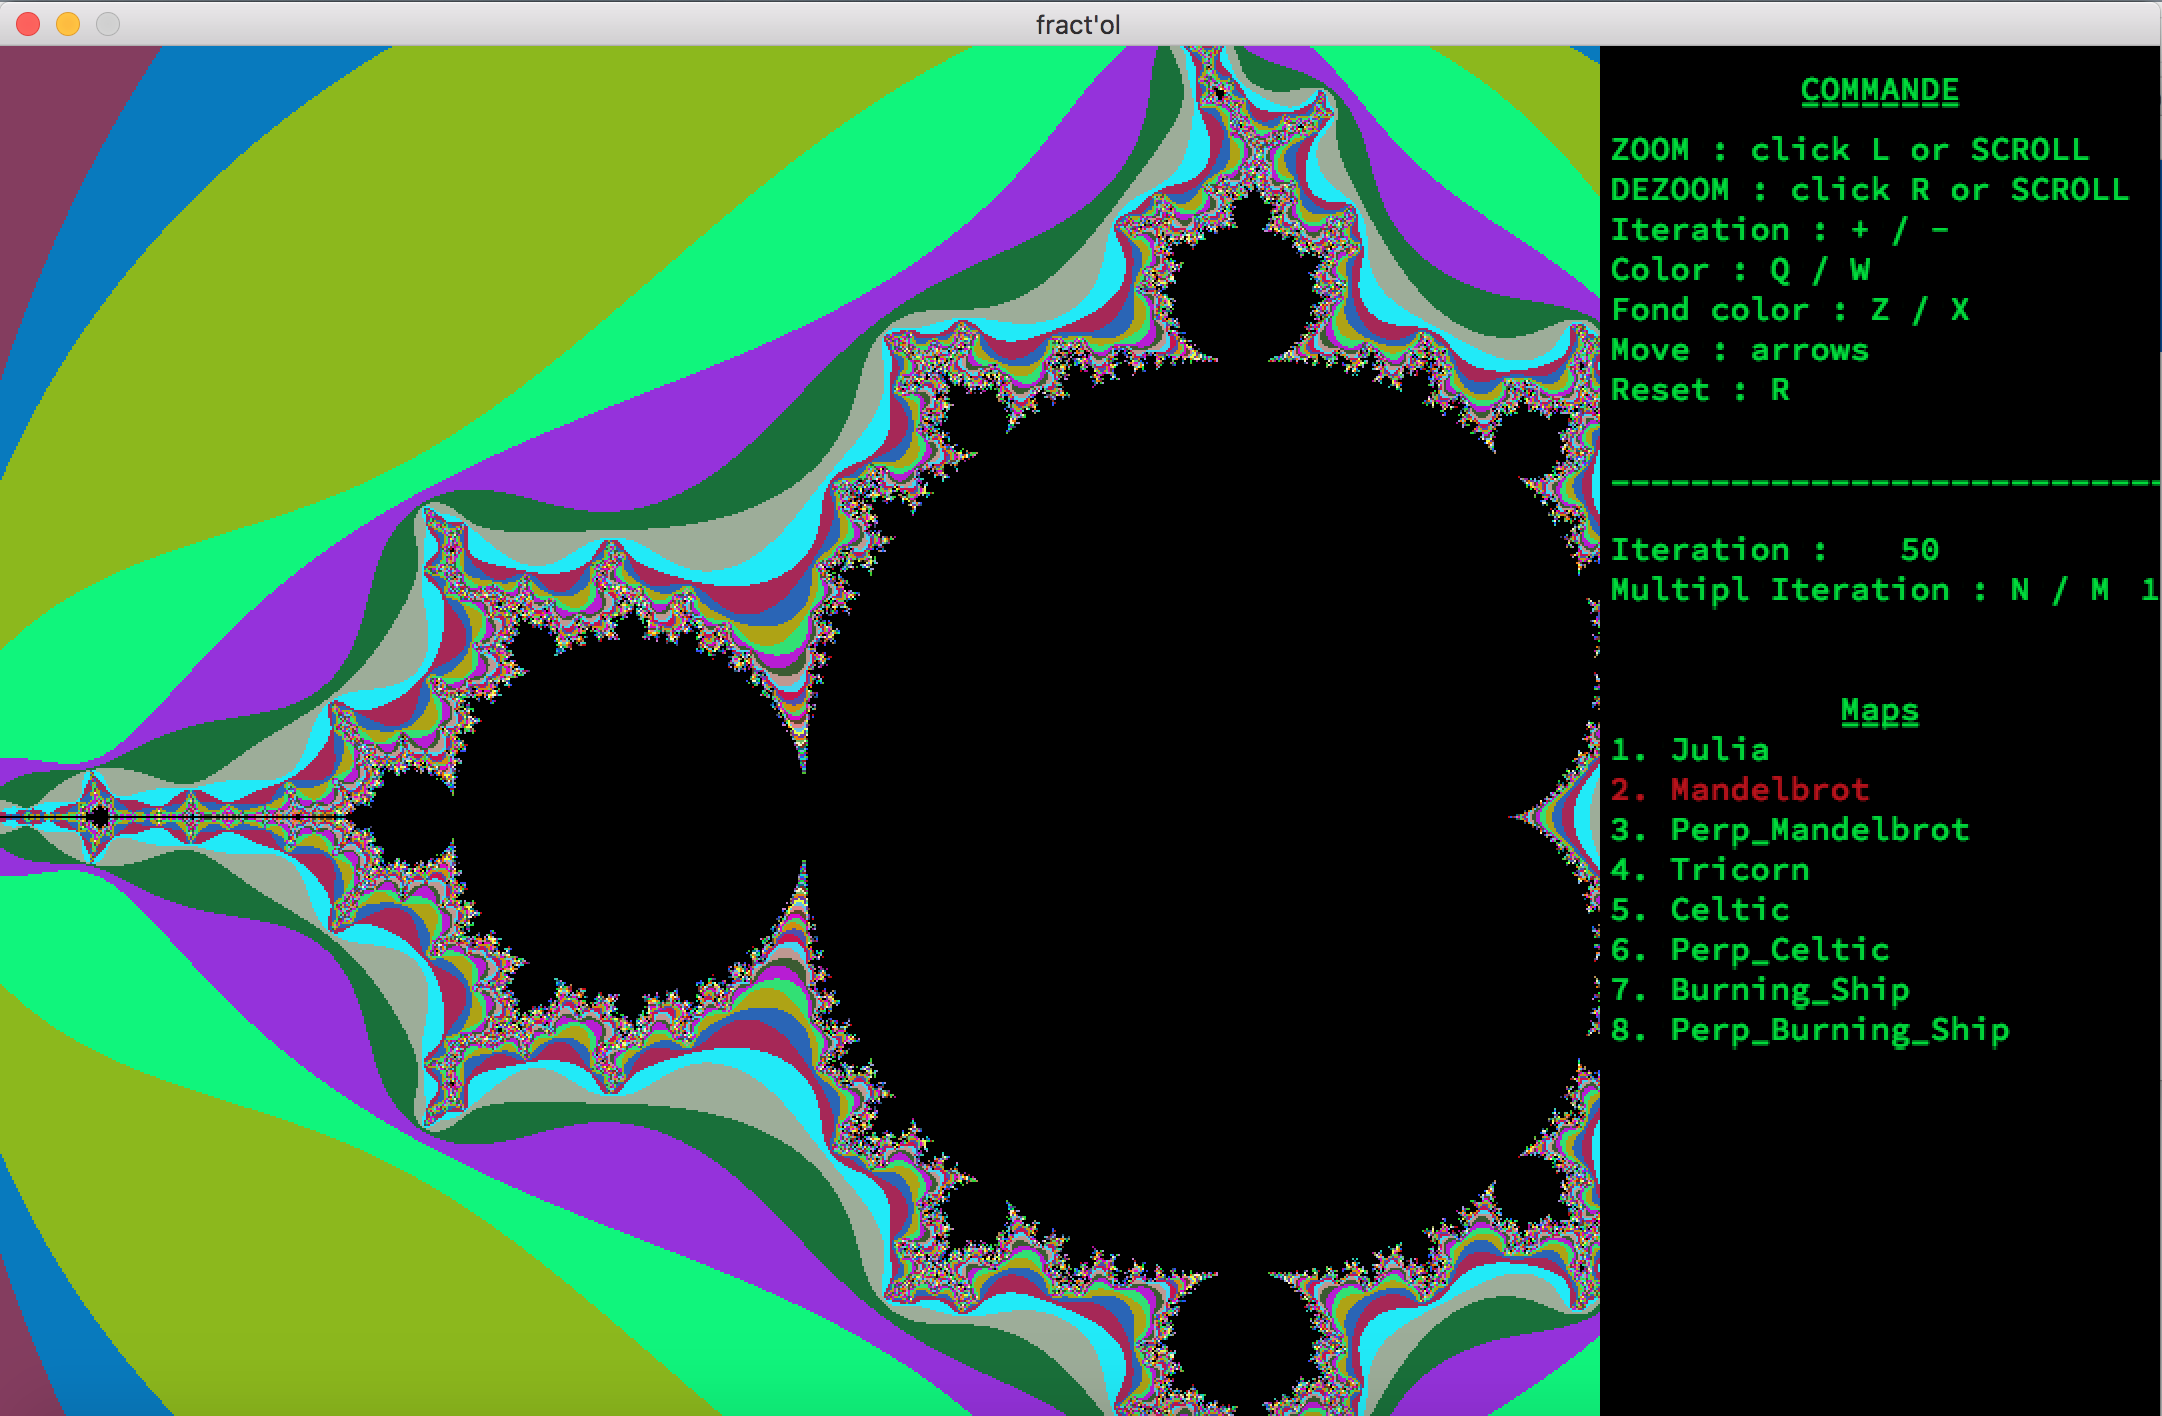 fract'ol
COMMANDE
ZOOM : click L or SCROLL
DEZOOM : click R or SCROLL
Iteration : + / -
Color : Q / W
Fond color : Z / X
Move : arrows
Reset : R
----------------------------
Iteration : 50
Multipl Iteration : N / M 1
Maps
1. Julia
2. Mandelbrot
3. Perp_Mandelbrot
4. Tricorn
5. Celtic
6. Perp_Celtic
7. Burning_Ship
8. Perp_Burning_Ship